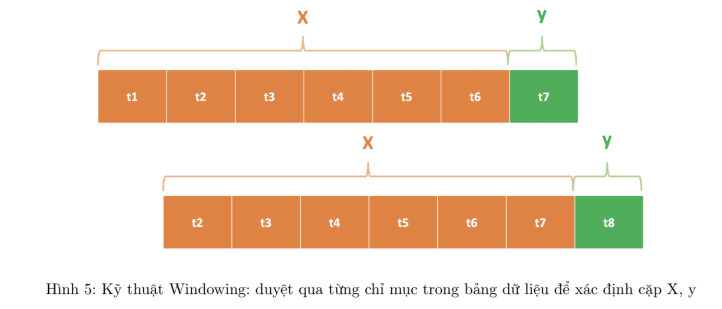 X y
t1 t2 t3 t4 t5 t6 t7
X y
t2 t3 t4 t5 t6 t7 t8
Hình 5: Kỹ thuật Windowing: duyệt qua từng chỉ mục trong bảng dữ liệu để xác định cặp X, y